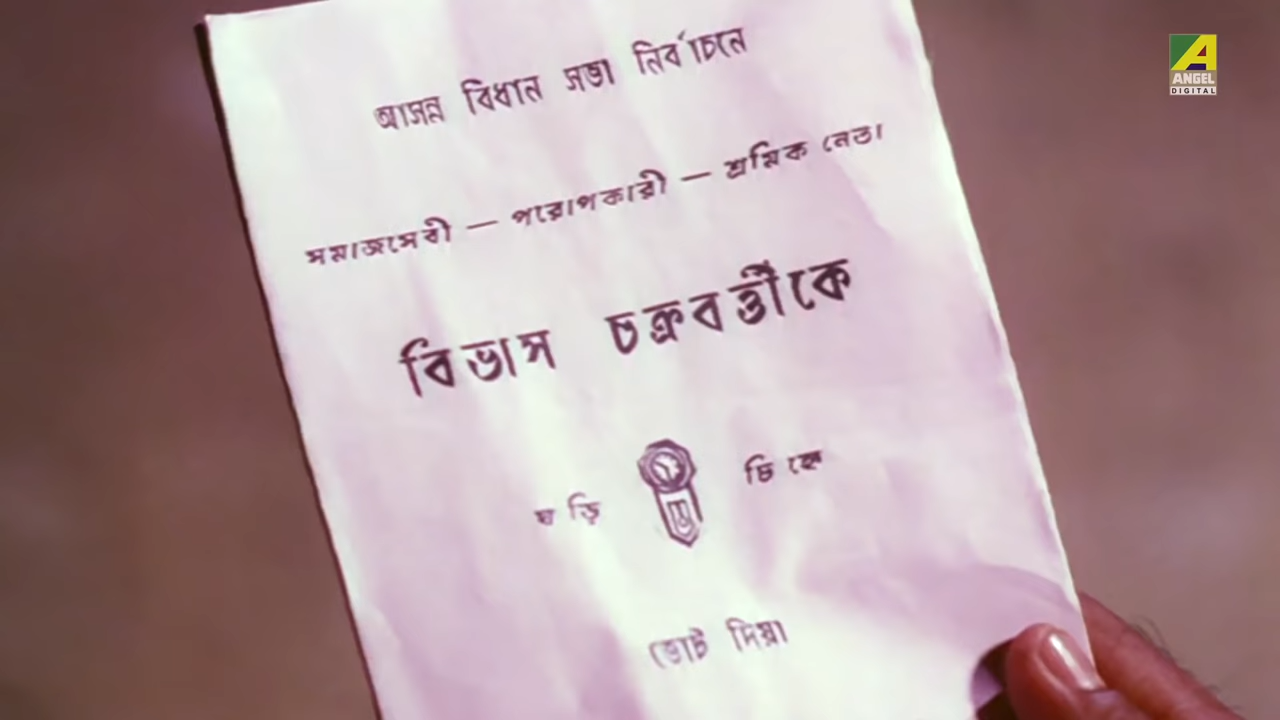 আসন্ন বিধান সভা নির্বাচনে
সমাজসেবী — পরোপকারী — শ্রমিক নেতা
বিভাস চক্রবর্ত্তীকে
ঘড়ি চিহ্নে
ভোট দিয়া
ANGEL
DIGITAL